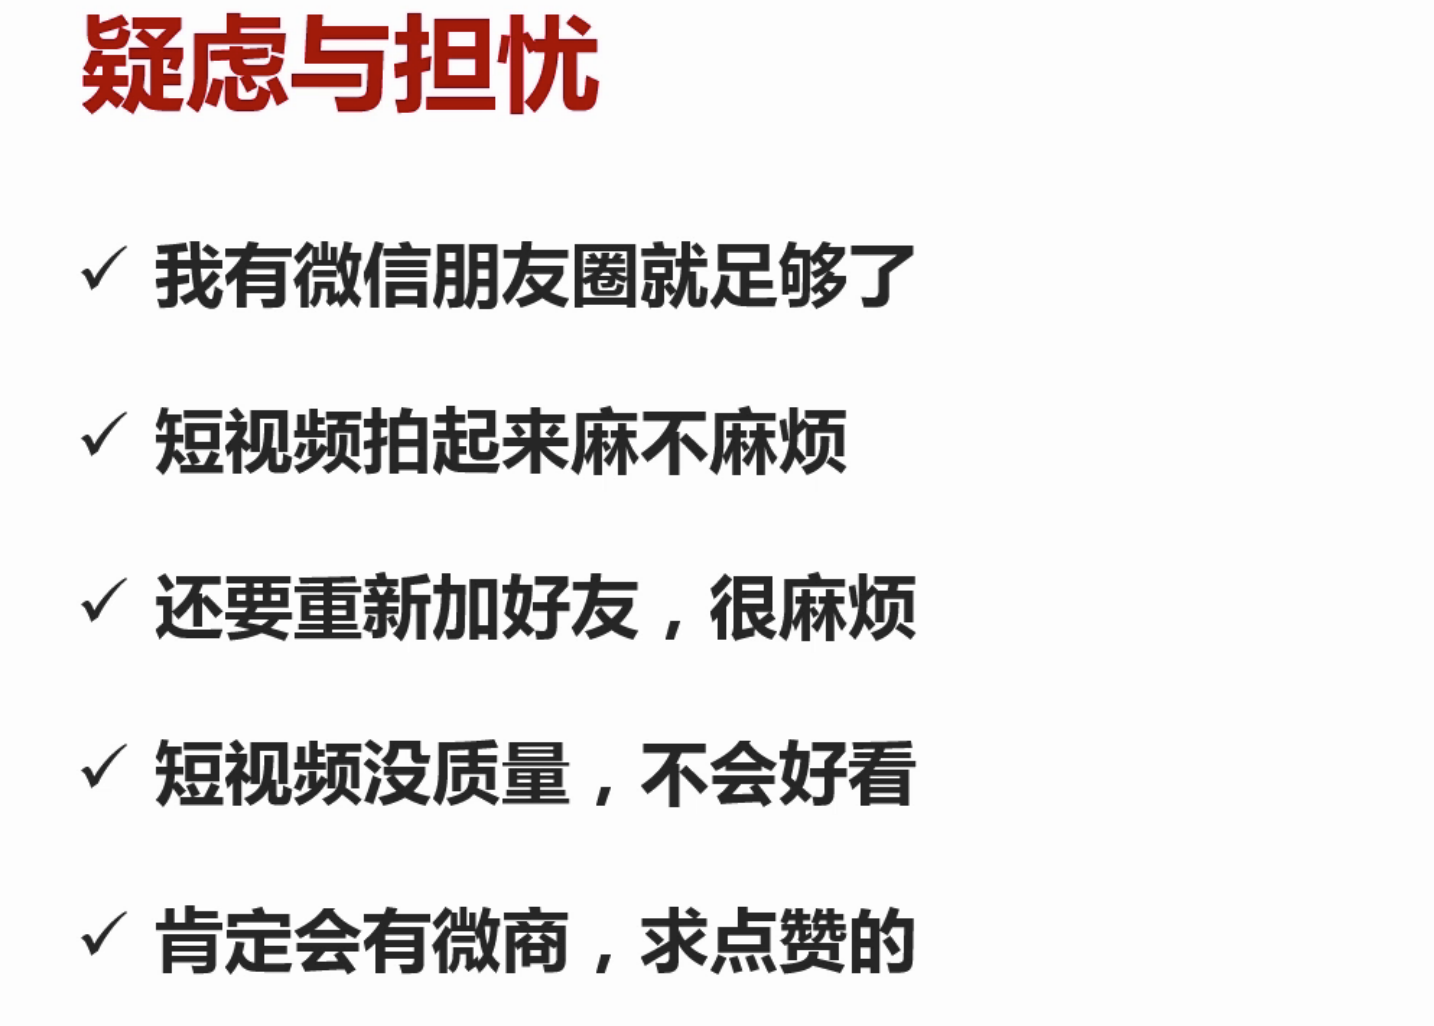 疑虑与担忧
✓ 我有微信朋友圈就足够了
✓ 短视频拍起来麻不麻烦
✓ 还要重新加好友，很麻烦
✓ 短视频没质量，不会好看
✓ 肯定会有微商，求点赞的